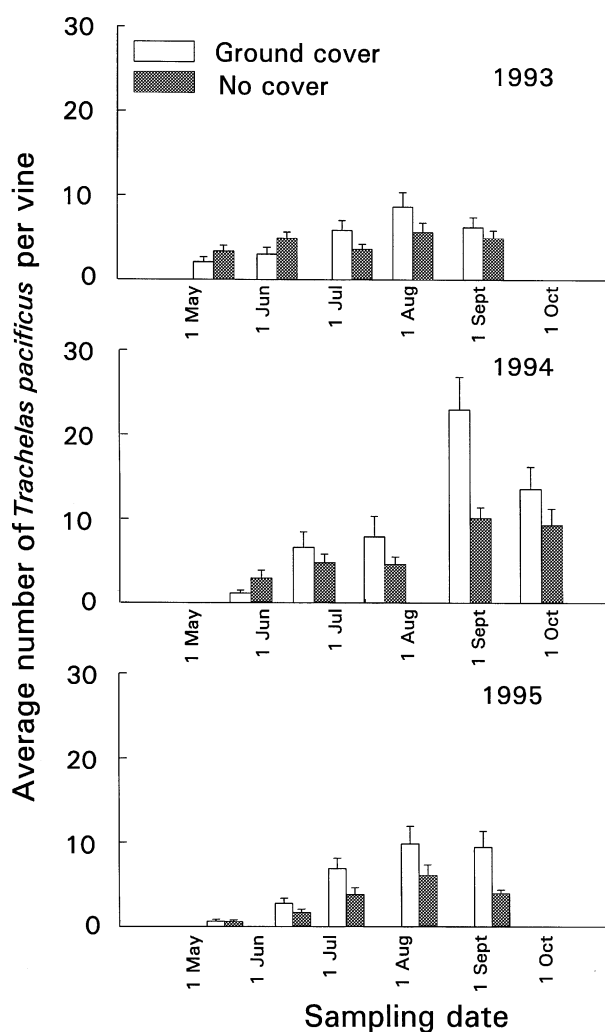 Average number of Trachelas pacificus per vine
30
20
10
0
Ground cover
No cover
1993
1 May
1 Jun
1 Jul
1 Aug
1 Sept
1 Oct
30
20
10
0
1994
1 May
1 Jun
1 Jul
1 Aug
1 Sept
1 Oct
30
20
10
0
1995
1 May
1 Jun
1 Jul
1 Aug
1 Sept
1 Oct
Sampling date